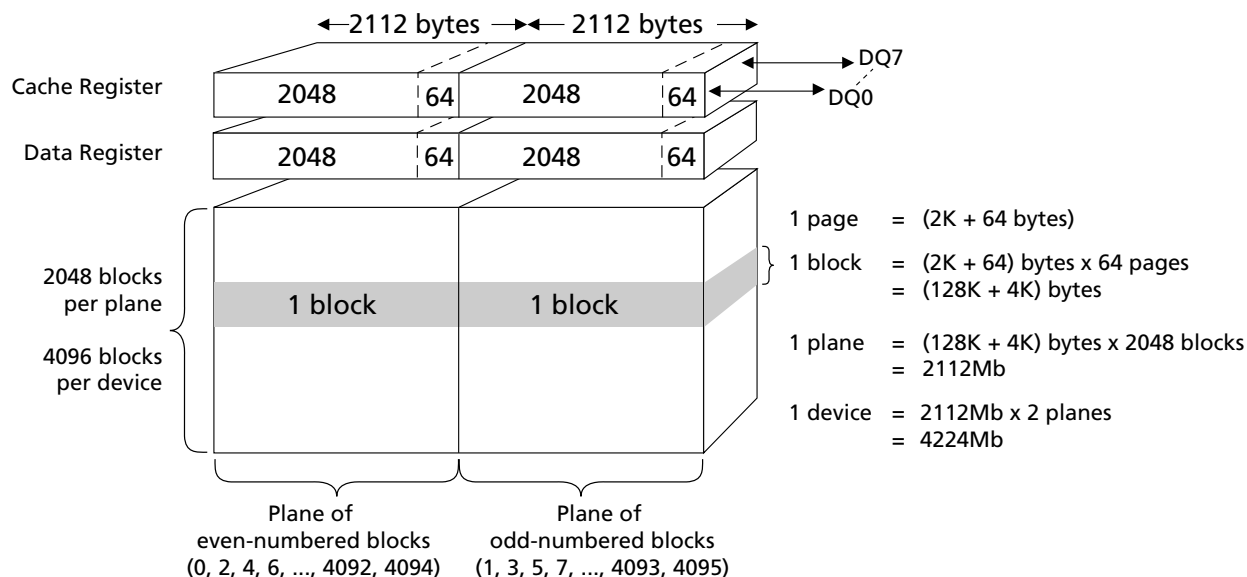 2112 bytes 2112 bytes
Cache Register 2048 64 2048 64 DQ7
DQ0
Data Register 2048 64 2048 64
1 page = (2K + 64 bytes)
1 block = (2K + 64) bytes x 64 pages
= (128K + 4K) bytes
2048 blocks
per plane
1 block 1 block
1 plane = (128K + 4K) bytes x 2048 blocks
= 2112Mb
4096 blocks
per device
1 device = 2112Mb x 2 planes
= 4224Mb
Plane of
even-numbered blocks
(0, 2, 4, 6, ..., 4092, 4094)
Plane of
odd-numbered blocks
(1, 3, 5, 7, ..., 4093, 4095)